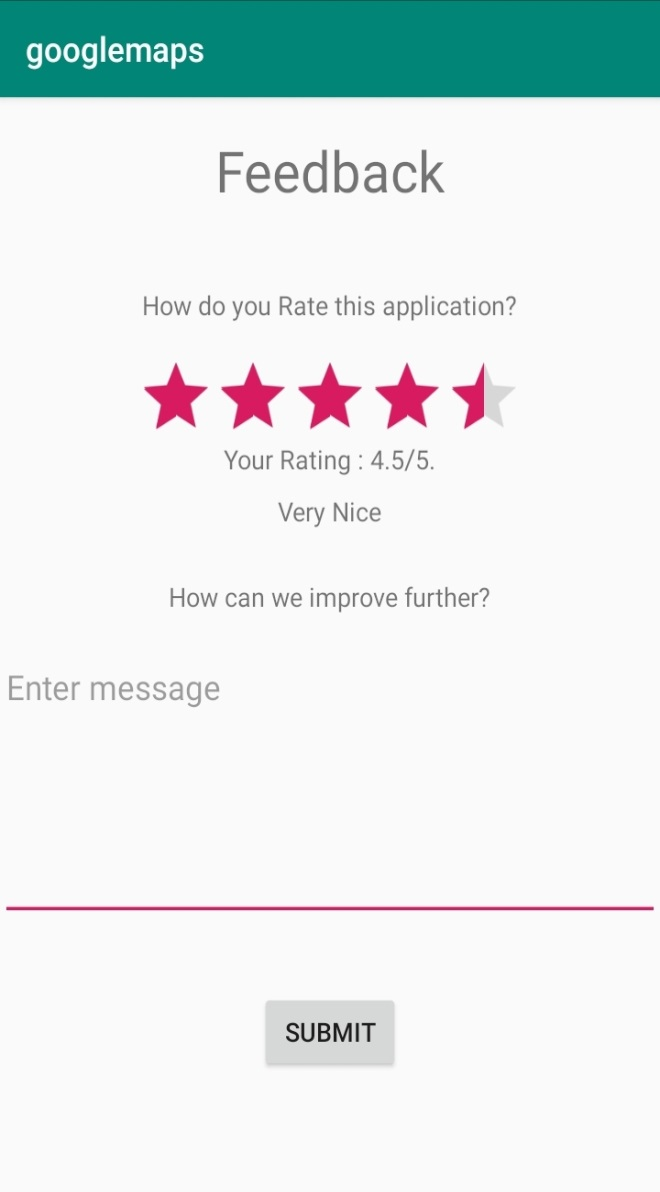 googlemaps
Feedback
How do you Rate this application?
Your Rating : 4.5/5.
Very Nice
How can we improve further?
Enter message
SUBMIT